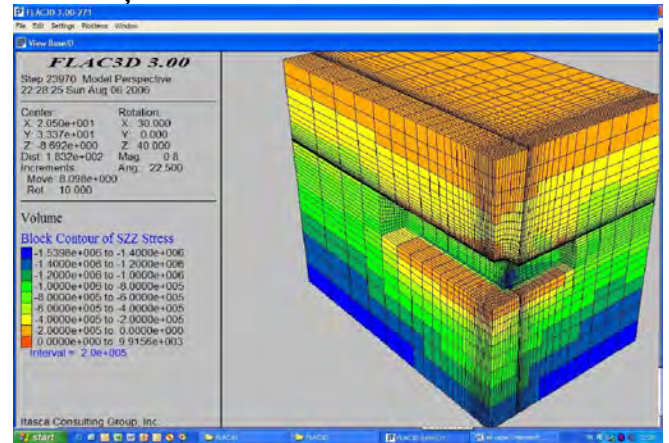 FLAC3D 3.00-271
File Edit Settings Plotitems Window
View Base/0
FLAC3D 3.00
Step 23970 Model Perspective
22:28:25 Sun Aug 06 2006
Center: Rotation:
X: 2.050e+001 X: 30.000
Y: 3.337e+001 Y: 0.000
Z: -8.692e+000 Z: 40.000
Dist: 1.832e+002 Mag.: 0.8
Increments: Ang.: 22.500
Move: 8.098e+000
Rot.: 10.000
Volume
Block Contour of SZZ Stress
-1.5398e+006 to -1.4000e+006
-1.4000e+006 to -1.2000e+006
-1.2000e+006 to -1.0000e+006
-1.0000e+006 to -8.0000e+005
-8.0000e+005 to -6.0000e+005
-6.0000e+005 to -4.0000e+005
-4.0000e+005 to -2.0000e+005
-2.0000e+005 to 0.0000e+000
0.0000e+000 to 9.9156e+003
Interval = 2.0e+005
Itasca Consulting Group, Inc.
start FLAC3D FLAC3D